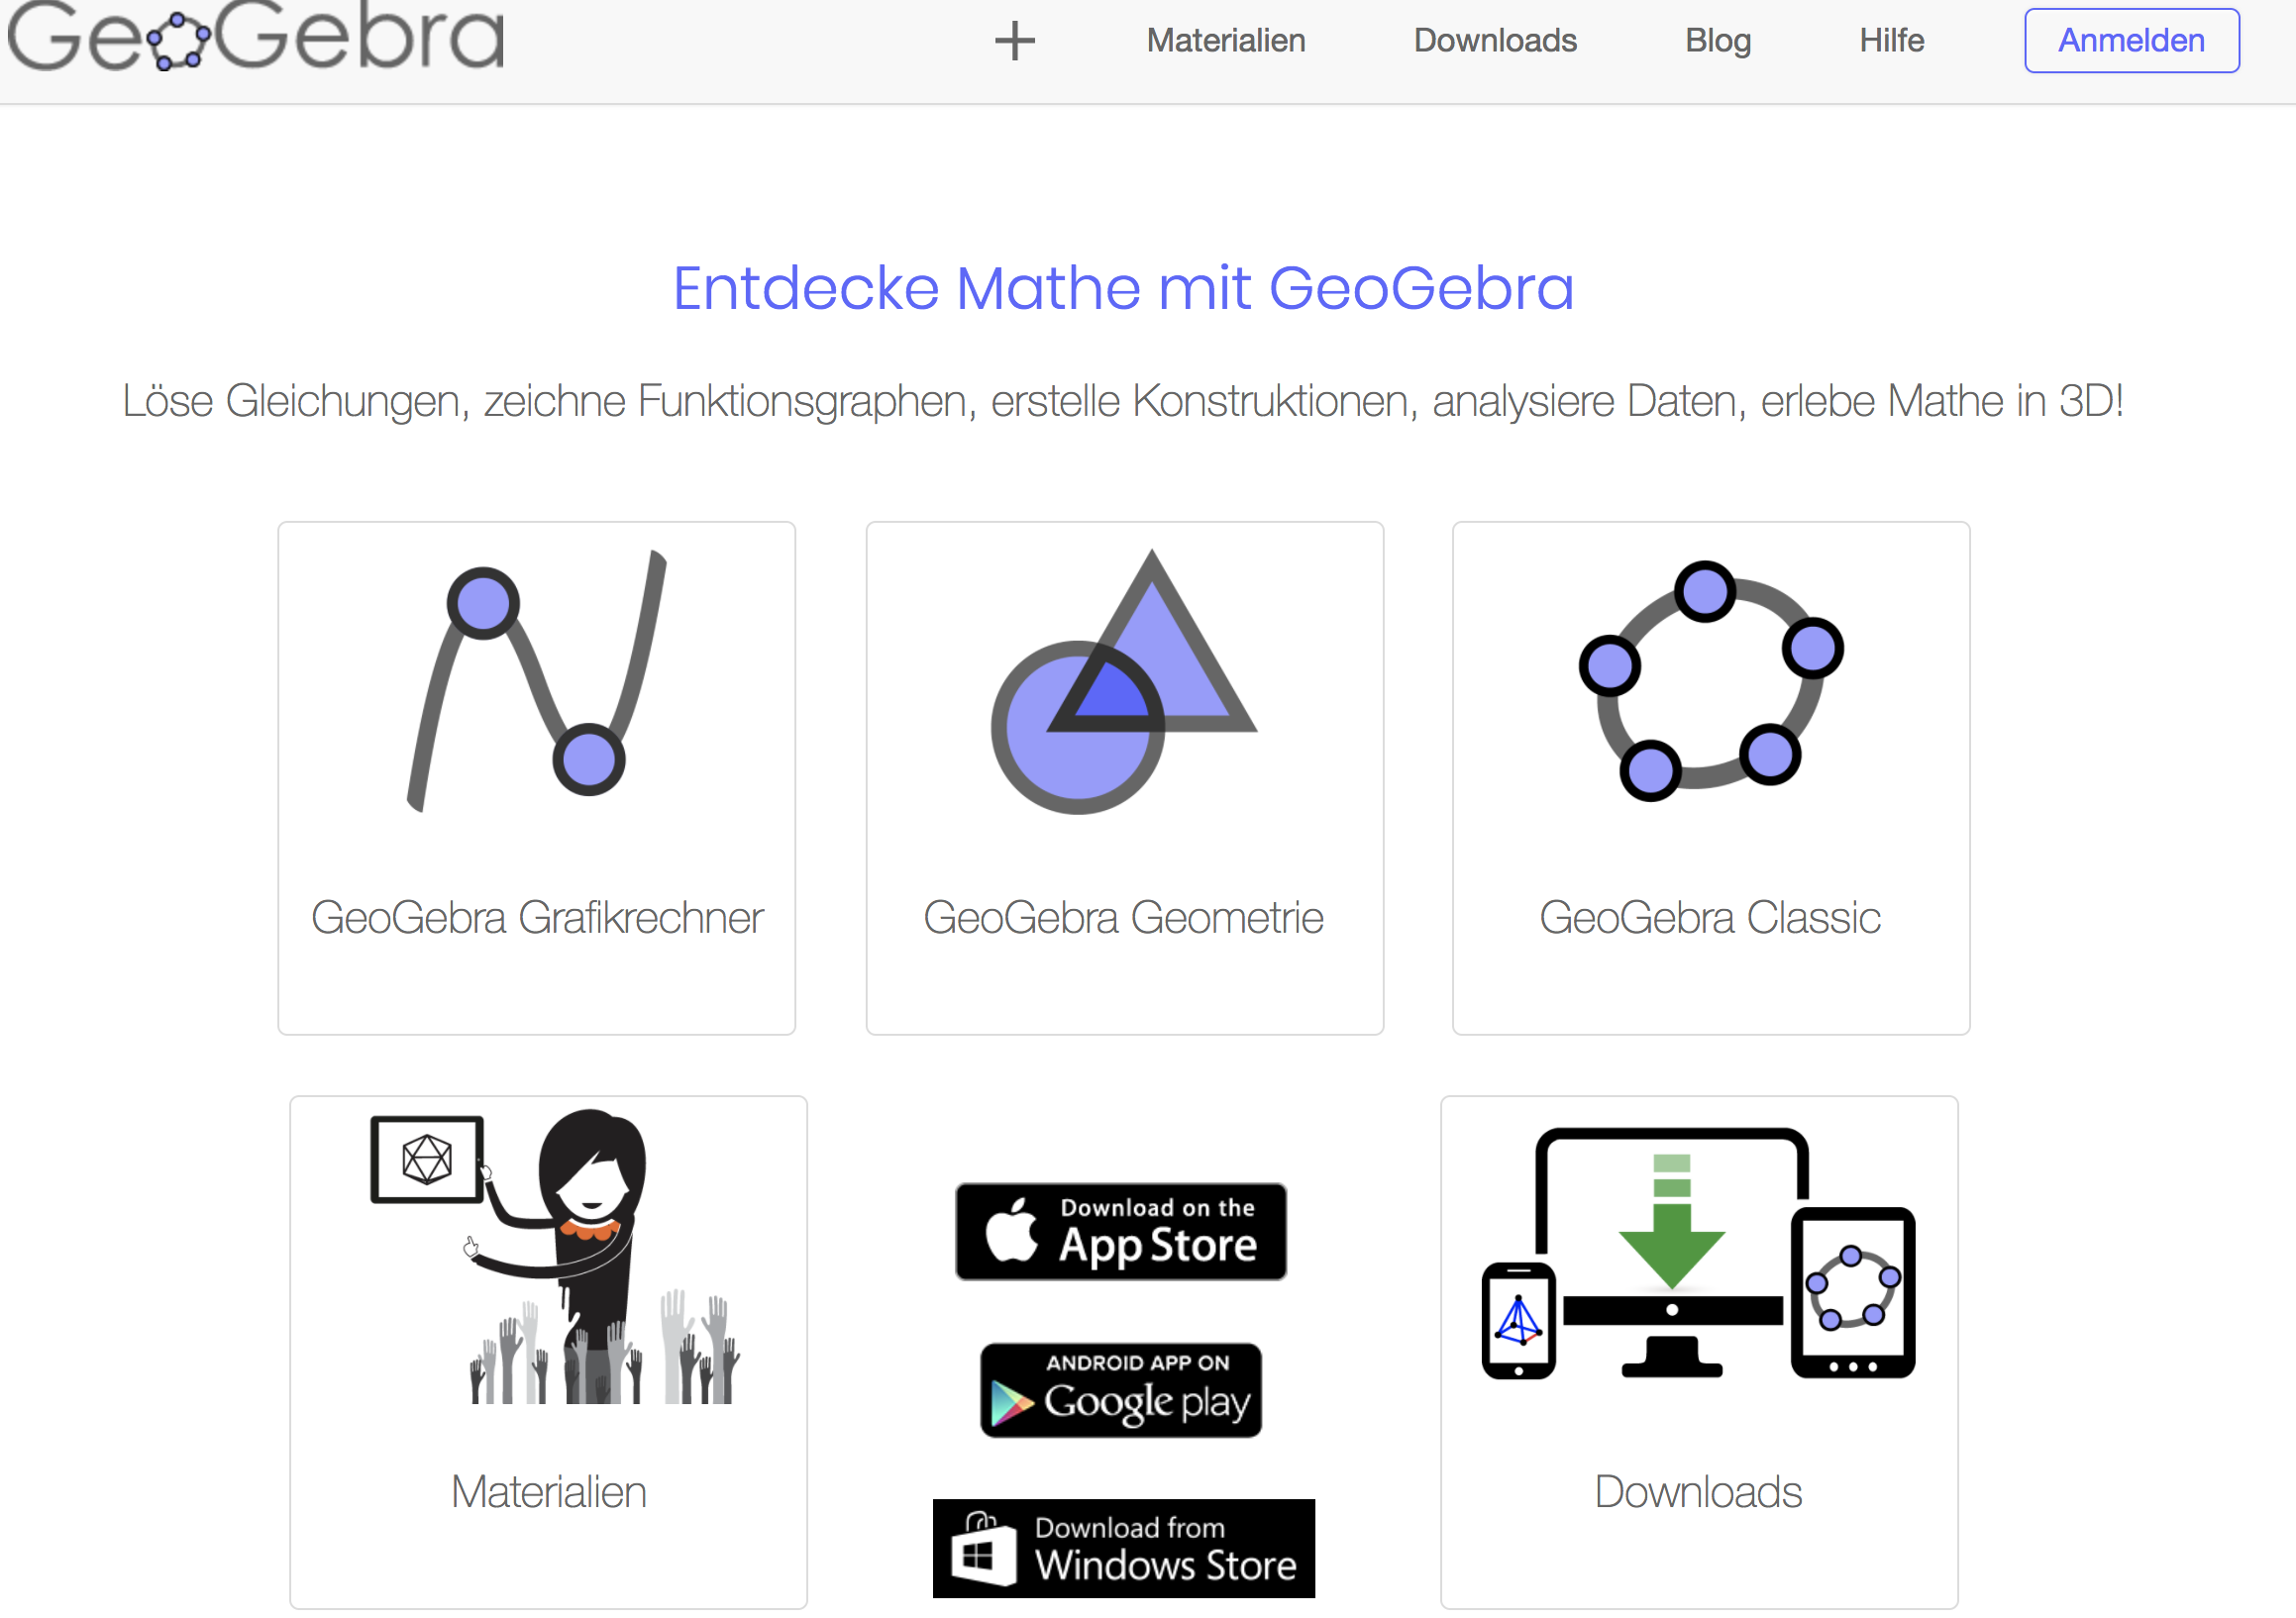 GeoGebra
+ Materialien Downloads Blog Hilfe Anmelden
Entdecke Mathe mit GeoGebra
Löse Gleichungen, zeichne Funktionsgraphen, erstelle Konstruktionen, analysiere Daten, erlebe Mathe in 3D!
GeoGebra Grafikrechner
GeoGebra Geometrie
GeoGebra Classic
Materialien
Download on the
App Store
ANDROID APP ON
Google play
Download from
Windows Store
Downloads